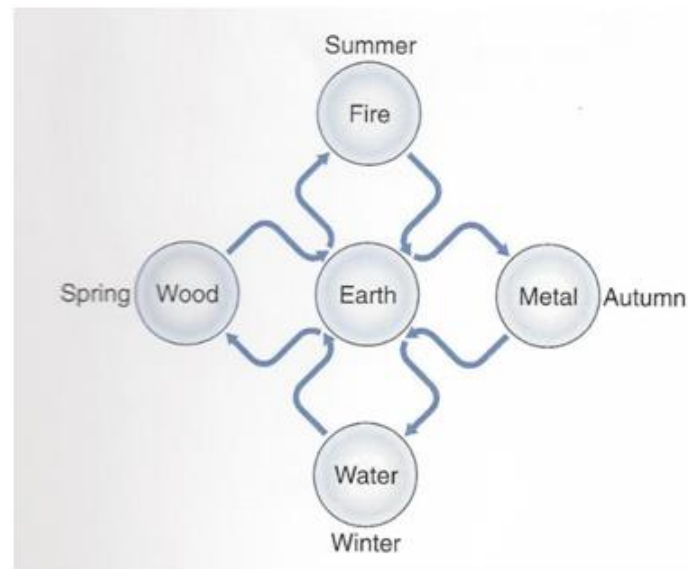 Summer
Fire
Spring
Wood
Earth
Metal
Autumn
Water
Winter